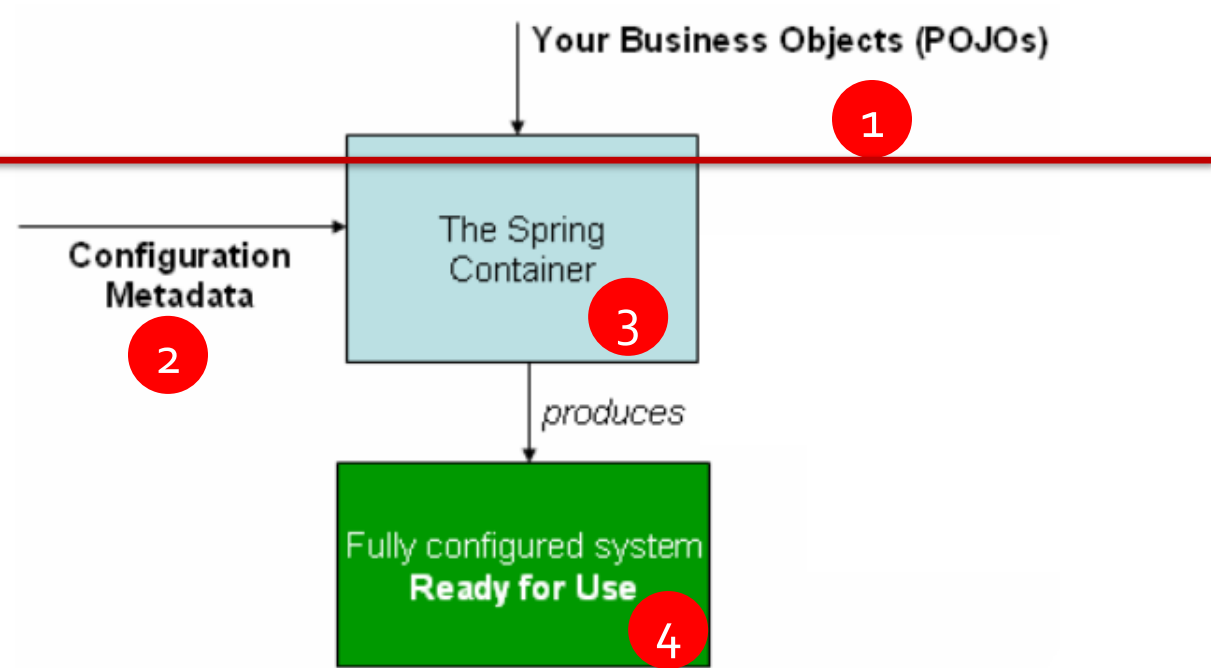 Your Business Objects (POJOs)
1
The Spring
Container
3
Configuration
Metadata
2
produces
Fully configured system
Ready for Use
4